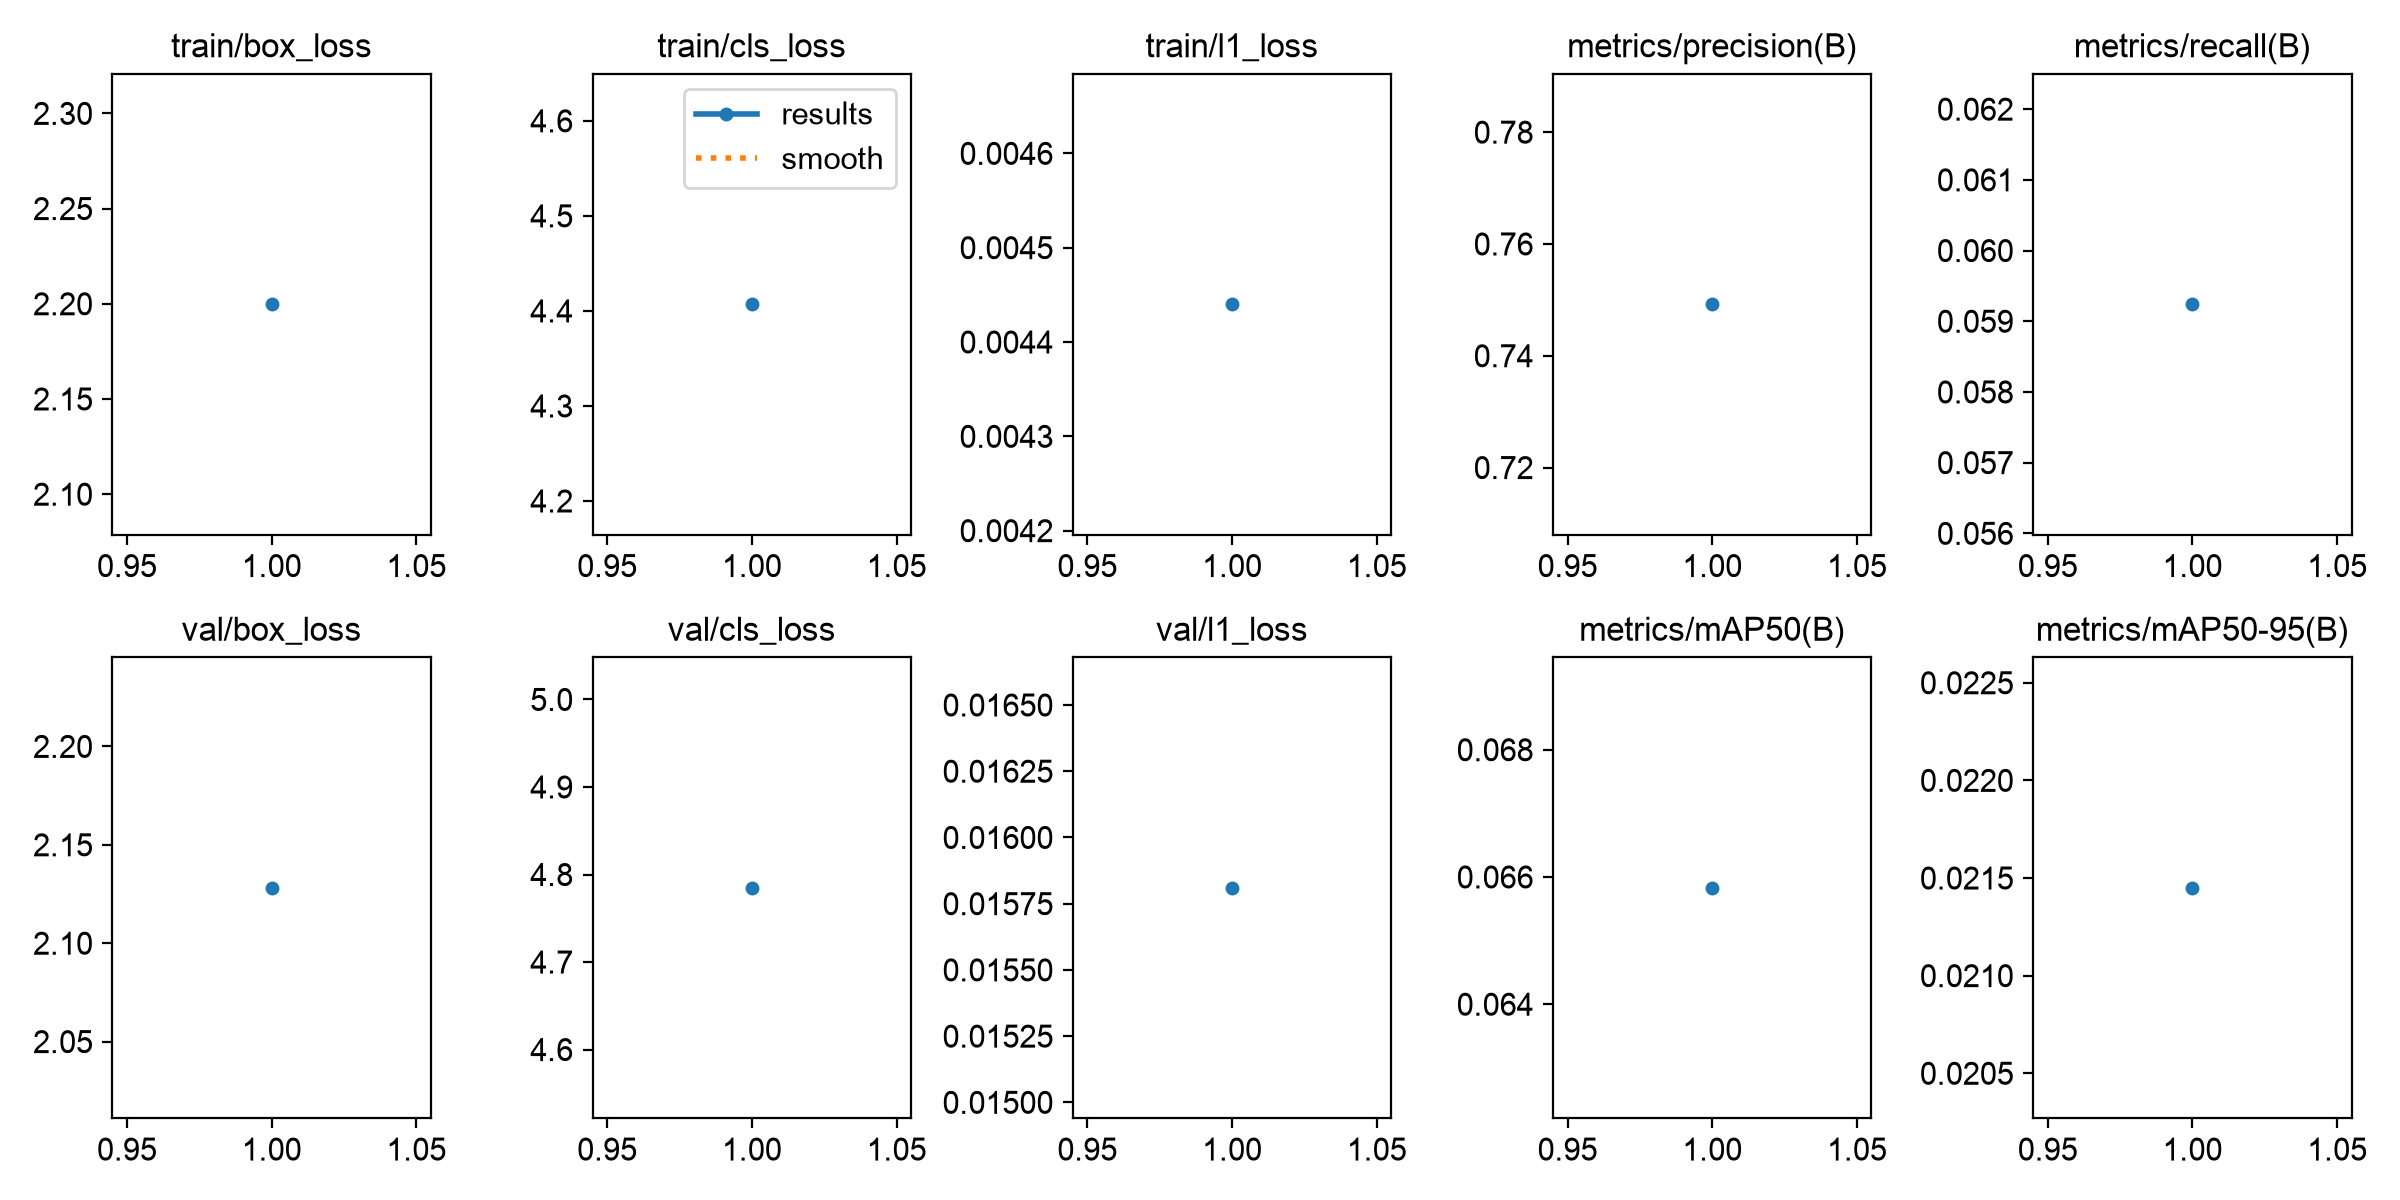 train/box_loss
2.30
2.25
2.20
2.15
2.10
0.95 1.00 1.05
train/cls_loss
results
smooth
4.6
4.5
4.4
4.3
4.2
0.95 1.00 1.05
train/l1_loss
0.0046
0.0045
0.0044
0.0043
0.0042
0.95 1.00 1.05
metrics/precision(B)
0.78
0.76
0.74
0.72
0.95 1.00 1.05
metrics/recall(B)
0.062
0.061
0.060
0.059
0.058
0.057
0.056
0.95 1.00 1.05
val/box_loss
2.20
2.15
2.10
2.05
0.95 1.00 1.05
val/cls_loss
5.0
4.9
4.8
4.7
4.6
0.95 1.00 1.05
val/l1_loss
0.01650
0.01625
0.01600
0.01575
0.01550
0.01525
0.01500
0.95 1.00 1.05
metrics/mAP50(B)
0.068
0.066
0.064
0.95 1.00 1.05
metrics/mAP50-95(B)
0.0225
0.0220
0.0215
0.0210
0.0205
0.95 1.00 1.05